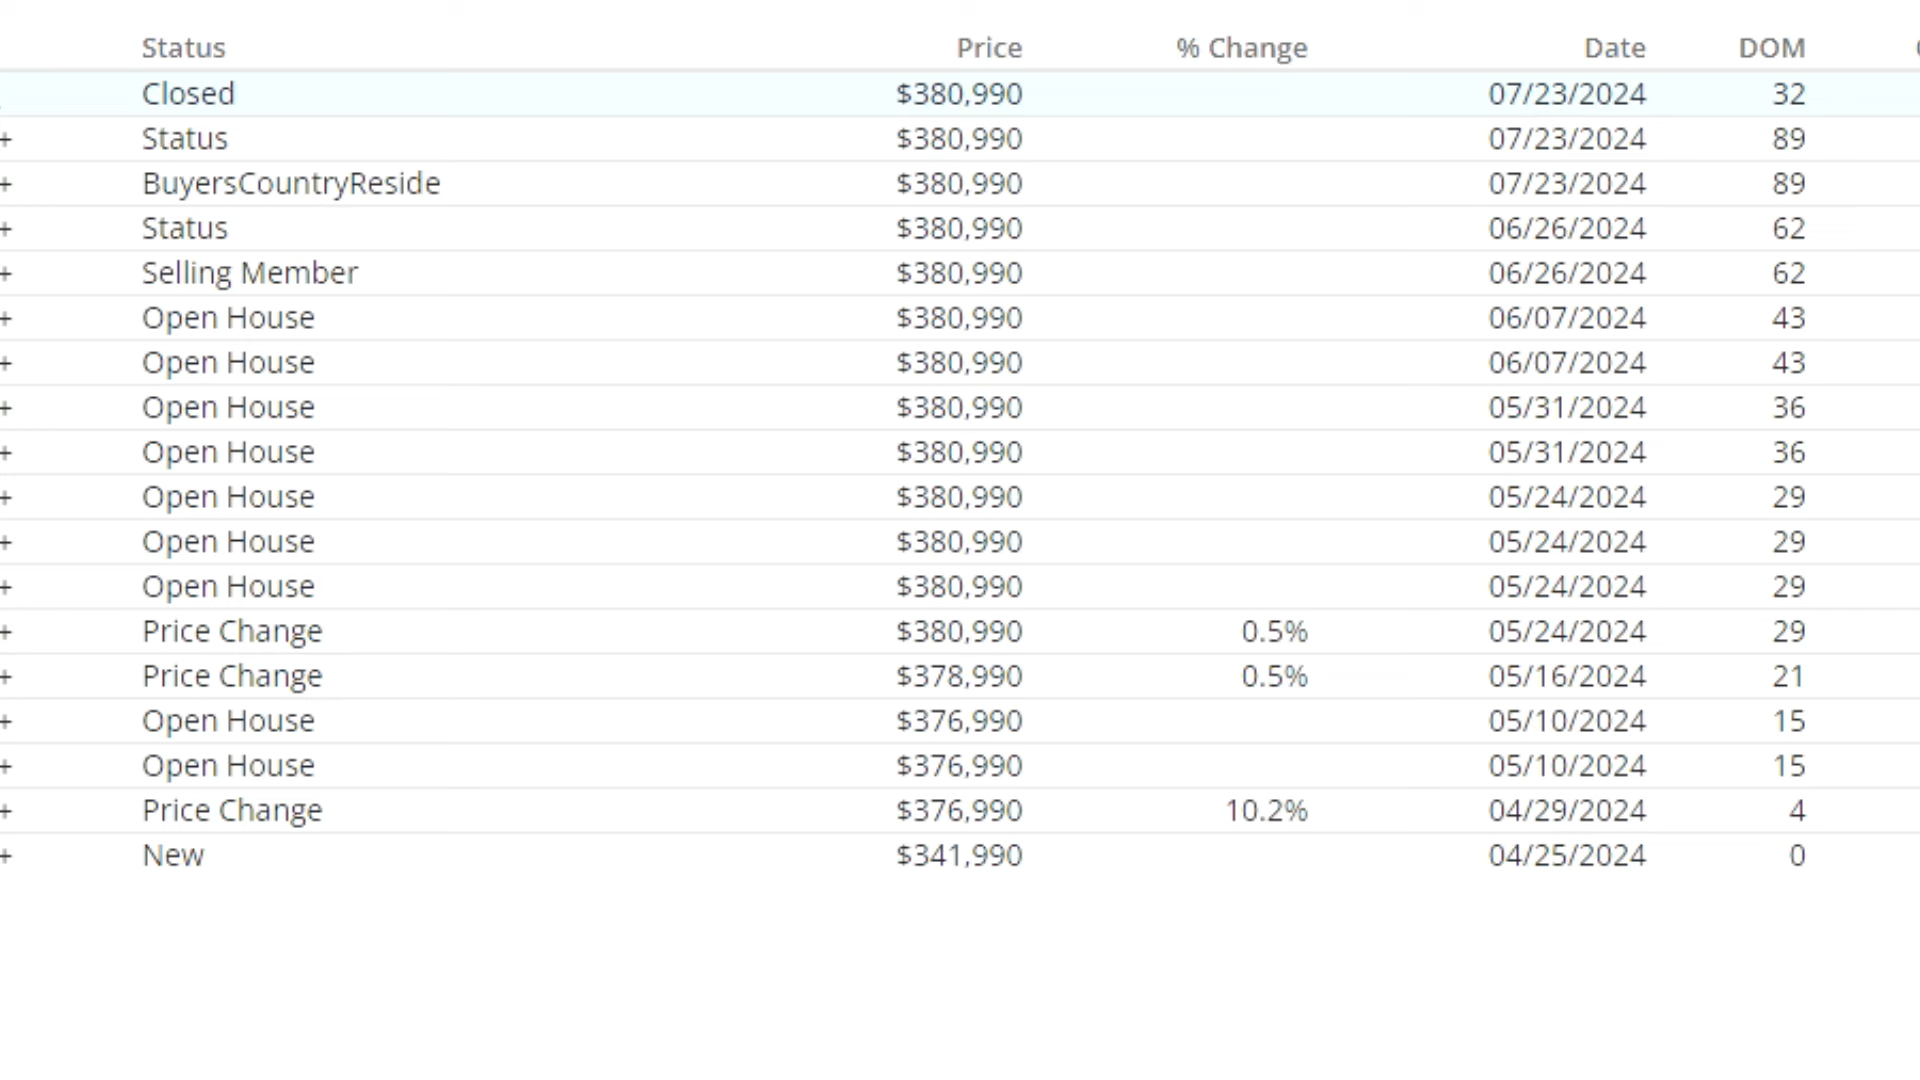 Status Price % Change Date DOM
Closed $380,990 07/23/2024 32
+ Status $380,990 07/23/2024 89
+ BuyersCountryReside $380,990 07/23/2024 89
+ Status $380,990 06/26/2024 62
+ Selling Member $380,990 06/26/2024 62
+ Open House $380,990 06/07/2024 43
+ Open House $380,990 06/07/2024 43
+ Open House $380,990 05/31/2024 36
+ Open House $380,990 05/31/2024 36
+ Open House $380,990 05/24/2024 29
+ Open House $380,990 05/24/2024 29
+ Open House $380,990 05/24/2024 29
+ Price Change $380,990 0.5% 05/24/2024 29
+ Price Change $378,990 0.5% 05/16/2024 21
+ Open House $376,990 05/10/2024 15
+ Open House $376,990 05/10/2024 15
+ Price Change $376,990 10.2% 04/29/2024 4
+ New $341,990 04/25/2024 0